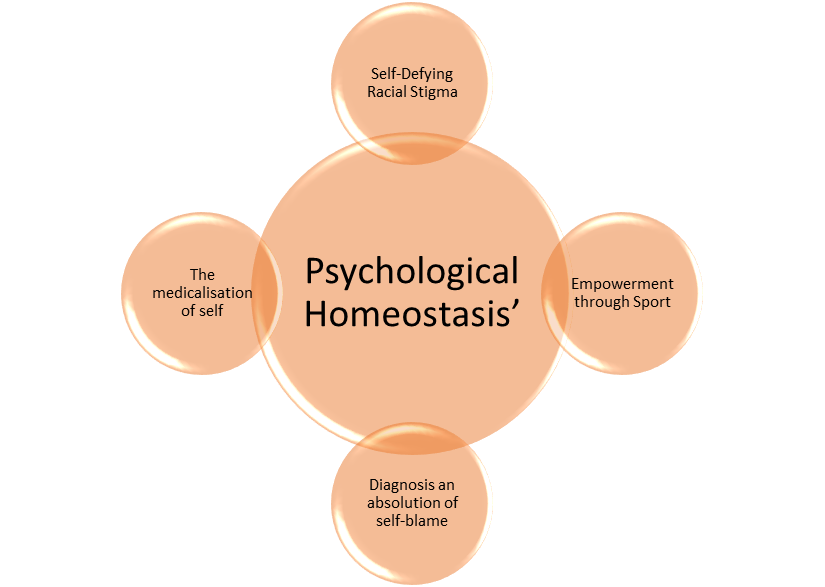 Self-Defying
Racial Stigma
Psychological
Homeostasis’
The
medicalisation
of self
Empowerment
through Sport
Diagnosis an
absolution of
self-blame